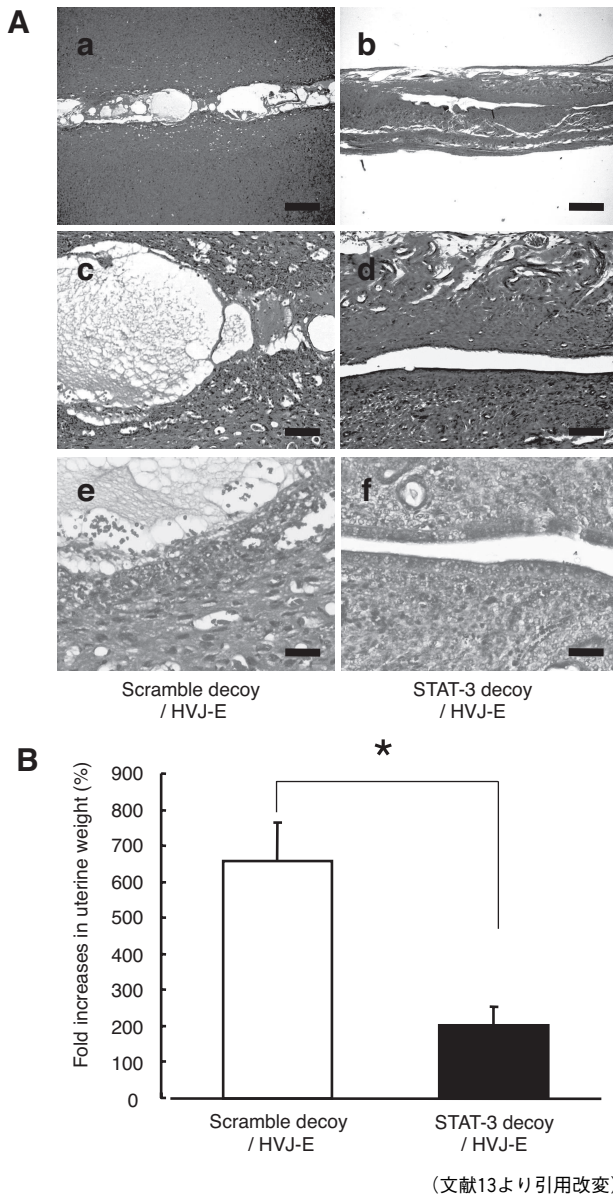 A
a
b
c
d
e
f
Scramble decoy
/ HVJ-E
STAT-3 decoy
/ HVJ-E
B
*
Fold increases in uterine weight (%)
900
800
700
600
500
400
300
200
100
0
Scramble decoy
/ HVJ-E
STAT-3 decoy
/ HVJ-E
(文献13より引用改変)